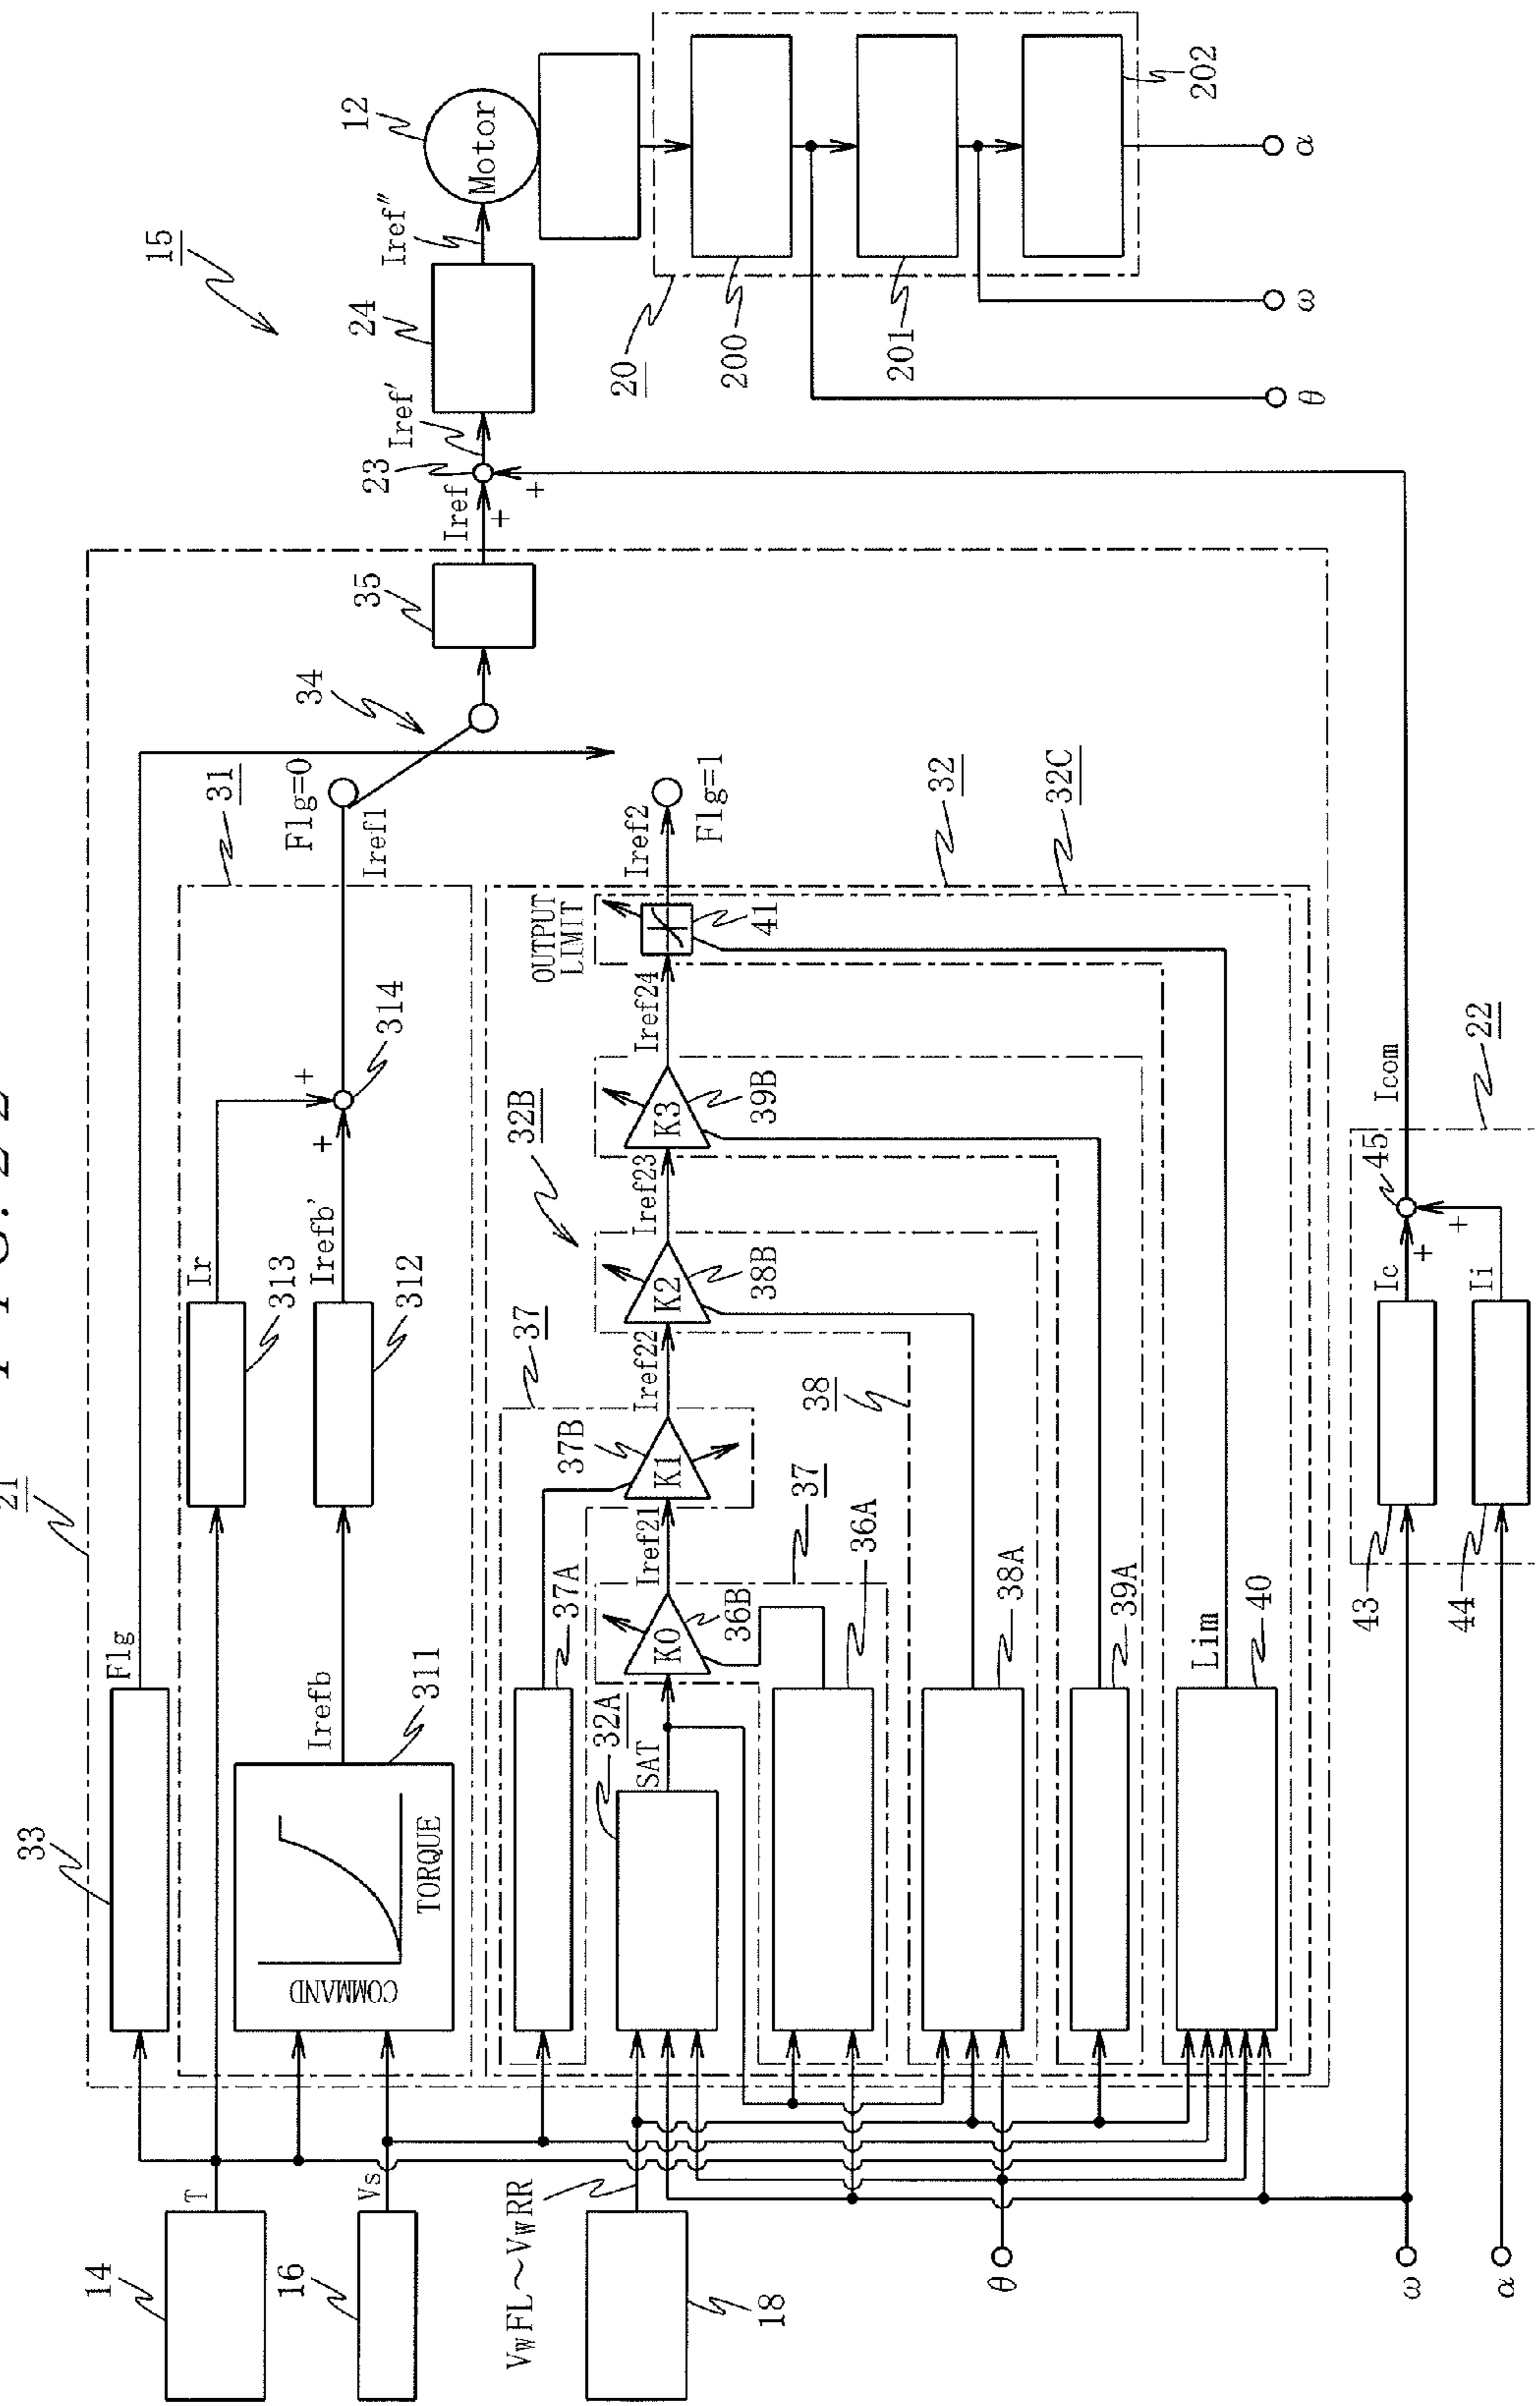 FIG. 22
21
15
33
Flg
14
T
16
Vs
VwFL～VwRR
18
θ
ω
α
31
COMMAND
TORQUE
311
Irefb
312
Irefb'
313
Ir
314
+
+
Iref1
Flg=0
34
35
Iref
+
+
23
Iref'
24
Iref"
12
Motor
20
200
201
202
θ
ω
α
37A
32A
SAT
K0
36B
36A
37
Iref21
37B
K1
37
Iref22
38
38A
32B
K2
38B
Iref23
39A
K3
39B
Iref24
OUTPUT
LIMIT
41
Iref2
Flg=1
32
32C
Lim
40
43
44
Ic
Ii
+
+
45
Icom
22